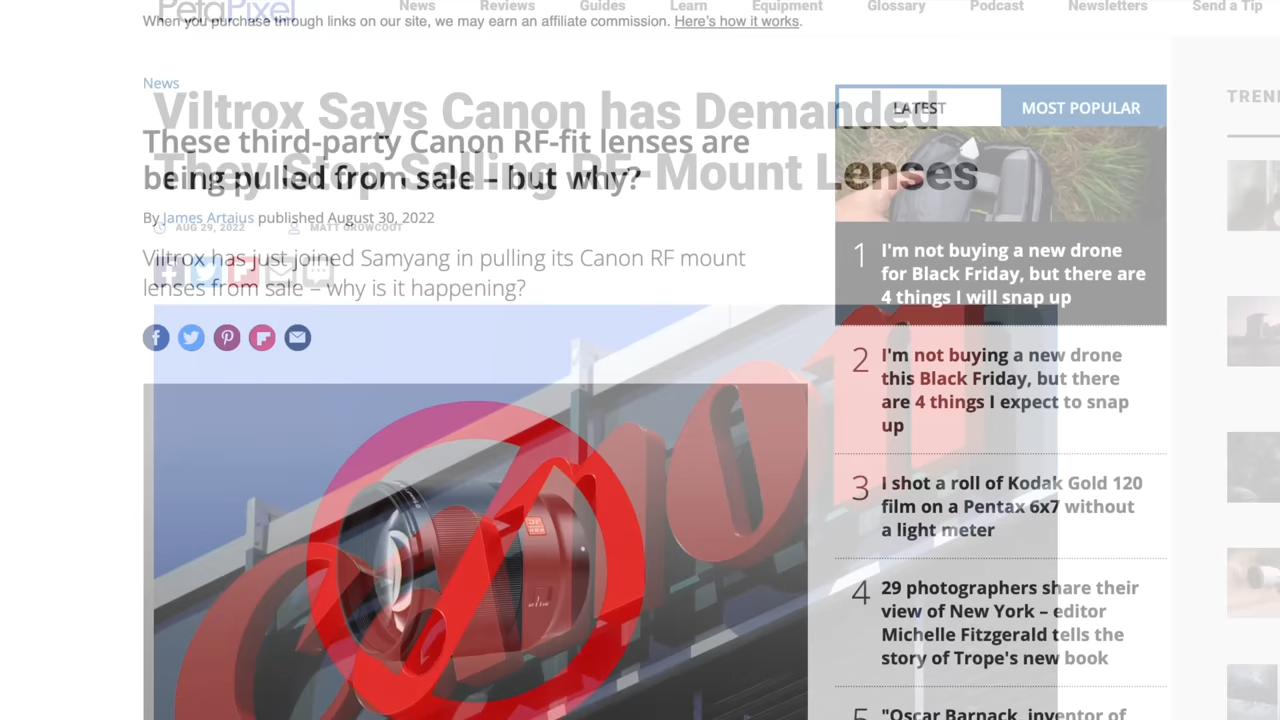 PetaPixel
News
Reviews
Guides
Learn
Equipment
Glossary
Podcast
Newsletters
Send a Tip
When you purchase through links on our site, we may earn an affiliate commission. Here's how it works.
News
Viltrox Says Canon has Demanded
They Stop Selling RF-Mount Lenses
AUG 29, 2022
MATT GROWCOOT
These third-party Canon RF-fit lenses are
being pulled from sale – but why?
By James Artaius published August 30, 2022
Viltrox has just joined Samyang in pulling its Canon RF mount
lenses from sale – why is it happening?
LATEST
MOST POPULAR
1 I'm not buying a new drone
for Black Friday, but there are
4 things I will snap up
2 I'm not buying a new drone
this Black Friday, but there
are 4 things I expect to snap
up
3 I shot a roll of Kodak Gold 120
film on a Pentax 6x7 without
a light meter
4 29 photographers share their
view of New York – editor
Michelle Fitzgerald tells the
story of Trope's new book
5 "Oscar Barnack, inventor of
TREN